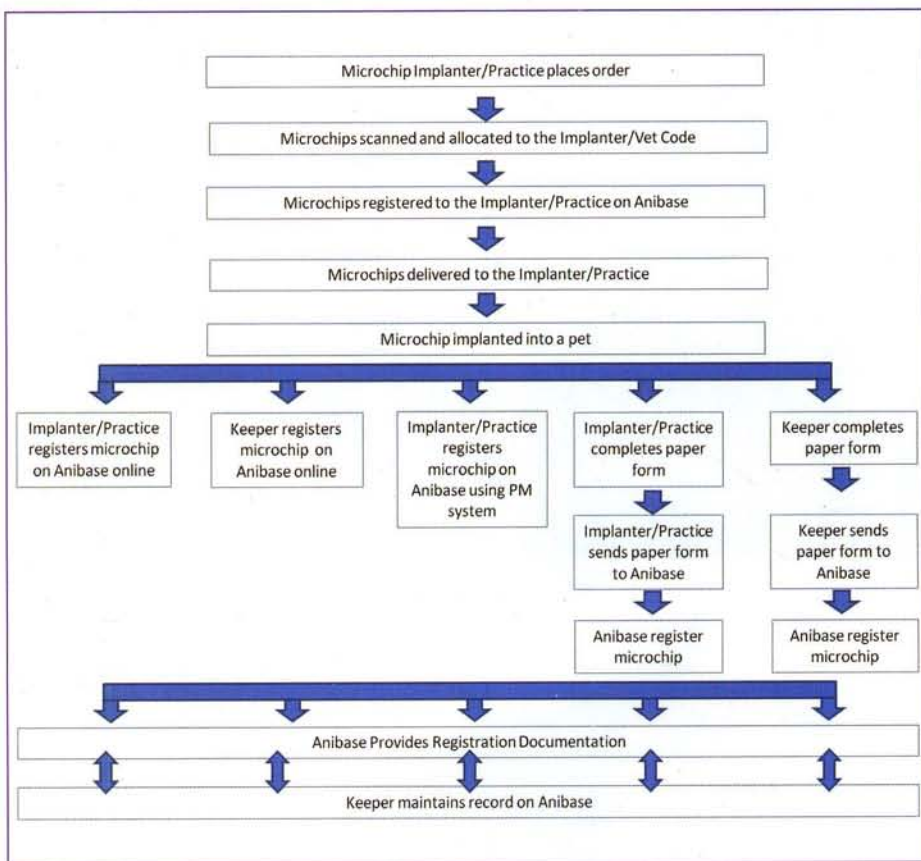 Microchip Implanter/Practice places order
Microchips scanned and allocated to the Implanter/Vet Code
Microchips registered to the Implanter/Practice on Anibase
Microchips delivered to the Implanter/Practice
Microchip implanted into a pet
Implanter/Practice
registers microchip
on Anibase online
Keeper registers
microchip on
Anibase online
Implanter/Practice
registers
microchip on
Anibase using PM
system
Implanter/Practice
completes paper
form
Keeper completes
paper form
Implanter/Practice
sends paper form
to Anibase
Keeper sends
paper form to
Anibase
Anibase register
microchip
Anibase register
microchip
Anibase Provides Registration Documentation
Keeper maintains record on Anibase